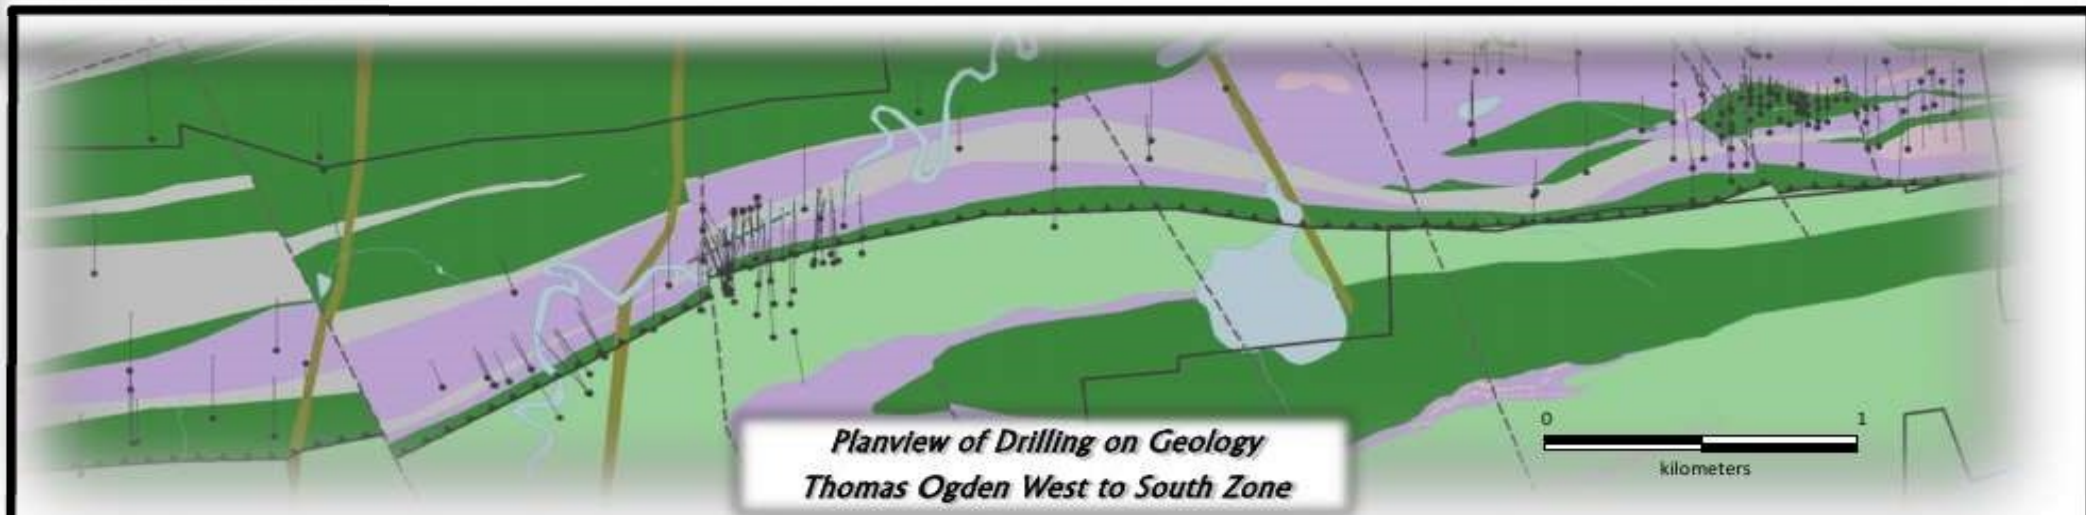 0 1
kilometers
Planview of Drilling on Geology
Thomas Ogden West to South Zone